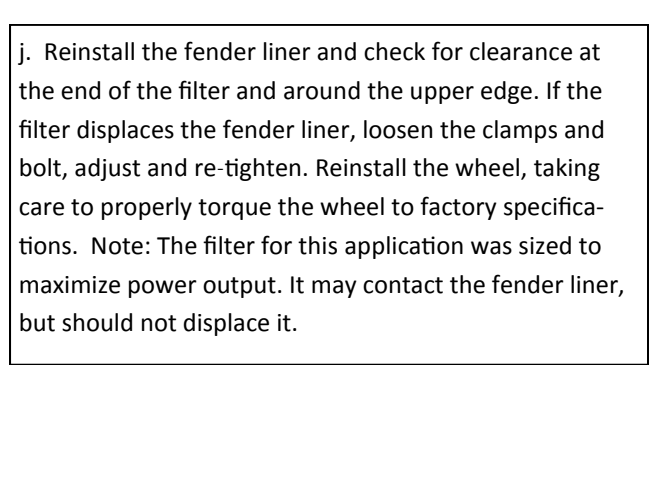 j.  Reinstall the fender liner and check for clearance at
the end of the filter and around the upper edge. If the
filter displaces the fender liner, loosen the clamps and
bolt, adjust and re-tighten. Reinstall the wheel, taking
care to properly torque the wheel to factory specifica-
tions.  Note: The filter for this application was sized to
maximize power output. It may contact the fender liner,
but should not displace it.